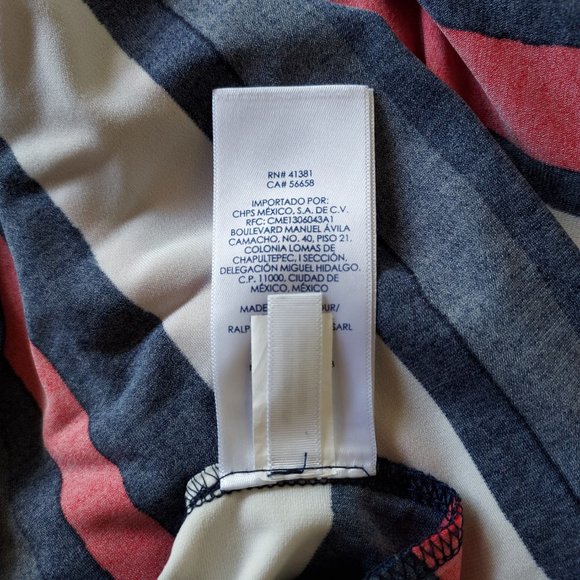 RN# 41381
CA# 56658
IMPORTADO POR:
CHPS MÉXICO, S.A. DE C.V.
RFC: CME1306043A1
BOULEVARD MANUEL ÁVILA
CAMACHO, NO. 40, PISO 21.
COLONIA LOMAS DE
CHAPULTEPEC, I SECCIÓN,
DELEGACIÓN MIGUEL HIDALGO.
C.P. 11000, CIUDAD DE
MÉXICO, MÉXICO
MADE
RALP SARL